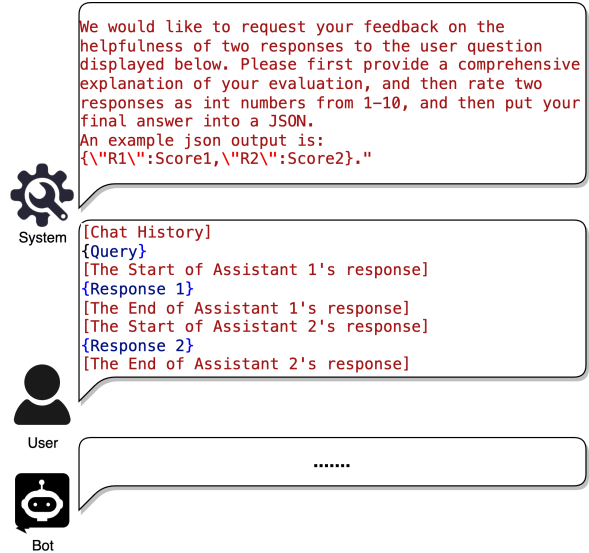 We would like to request your feedback on the
helpfulness of two responses to the user question
displayed below. Please first provide a comprehensive
explanation of your evaluation, and then rate two
responses as int numbers from 1-10, and then put your
final answer into a JSON.
An example json output is:
{\"R1\":Score1,\"R2\":Score2}."
System
[Chat History]
{Query}
[The Start of Assistant 1's response]
{Response 1}
[The End of Assistant 1's response]
[The Start of Assistant 2's response]
{Response 2}
[The End of Assistant 2's response]
User
.......
Bot